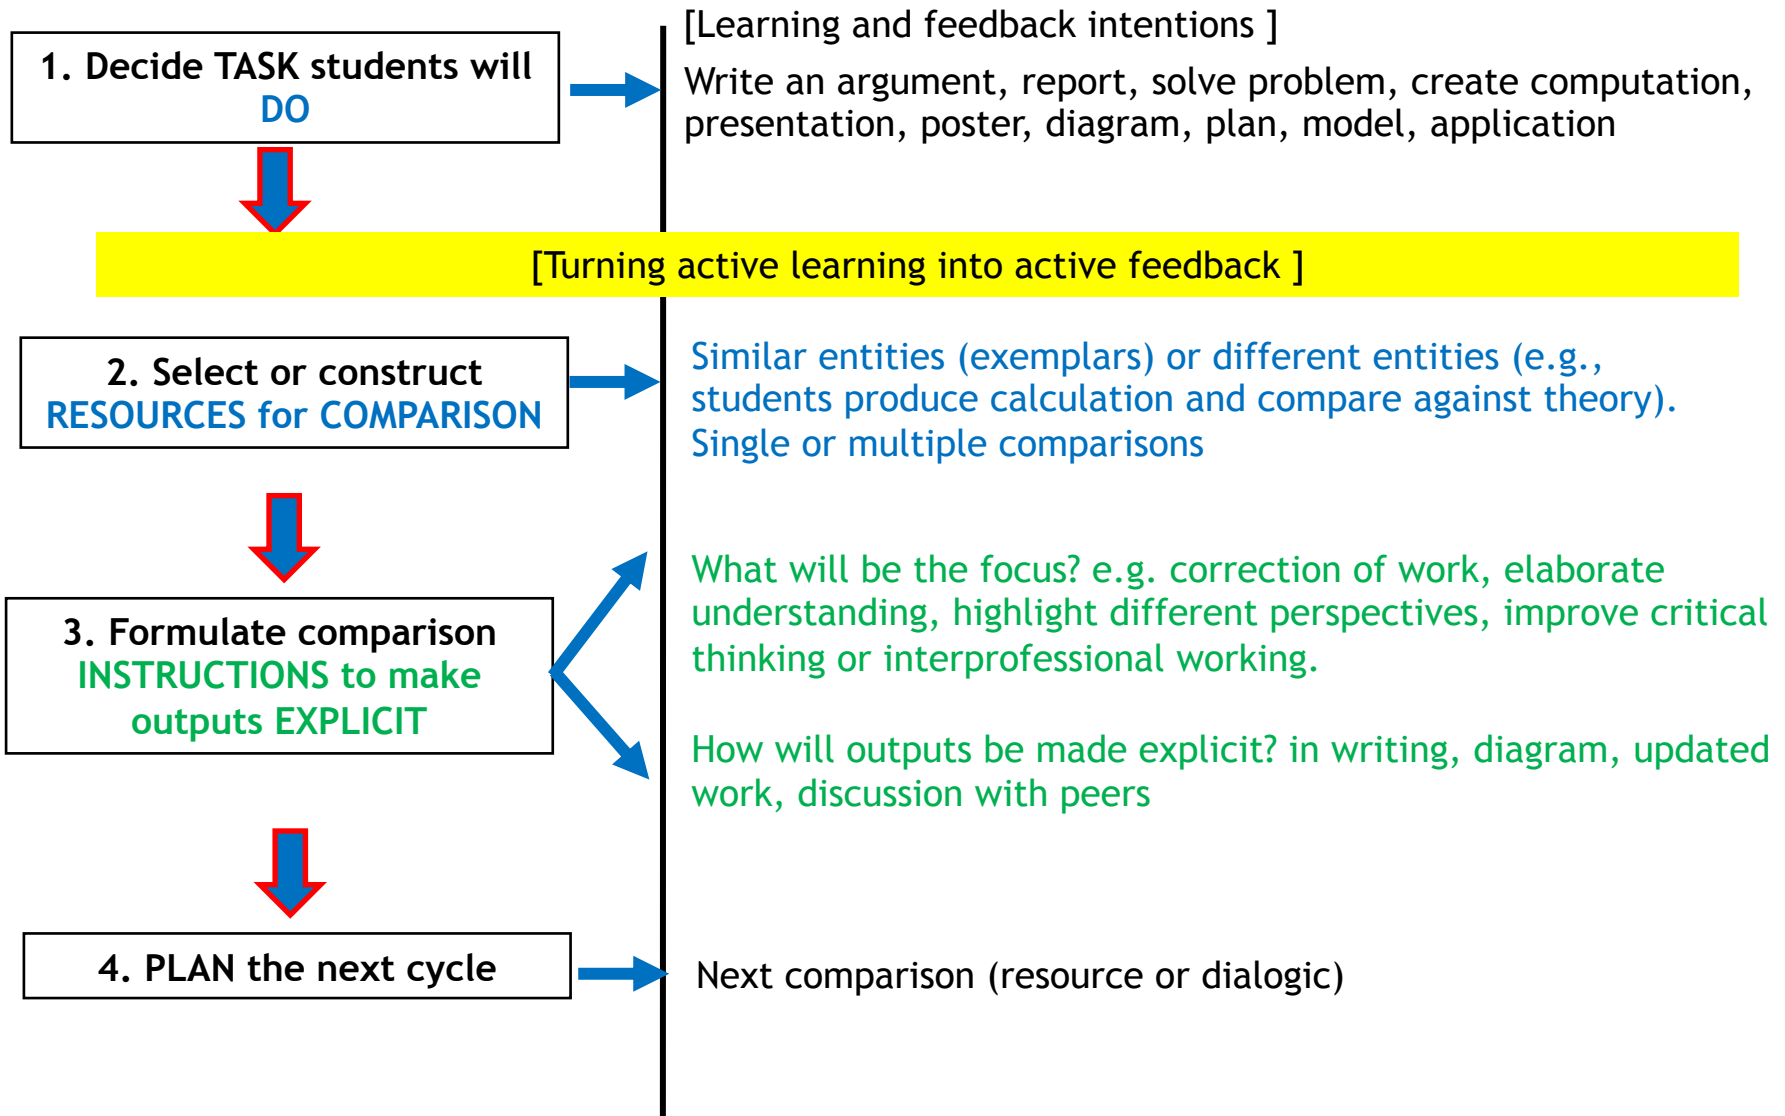 [Learning and feedback intentions ]
1. Decide TASK students will
DO
Write an argument, report, solve problem, create computation,
presentation, poster, diagram, plan, model, application
[Turning active learning into active feedback ]
2. Select or construct
RESOURCES for COMPARISON
Similar entities (exemplars) or different entities (e.g.,
students produce calculation and compare against theory).
Single or multiple comparisons
3. Formulate comparison
INSTRUCTIONS to make
outputs EXPLICIT
What will be the focus? e.g. correction of work, elaborate
understanding, highlight different perspectives, improve critical
thinking or interprofessional working.
How will outputs be made explicit? in writing, diagram, updated
work, discussion with peers
4. PLAN the next cycle
Next comparison (resource or dialogic)